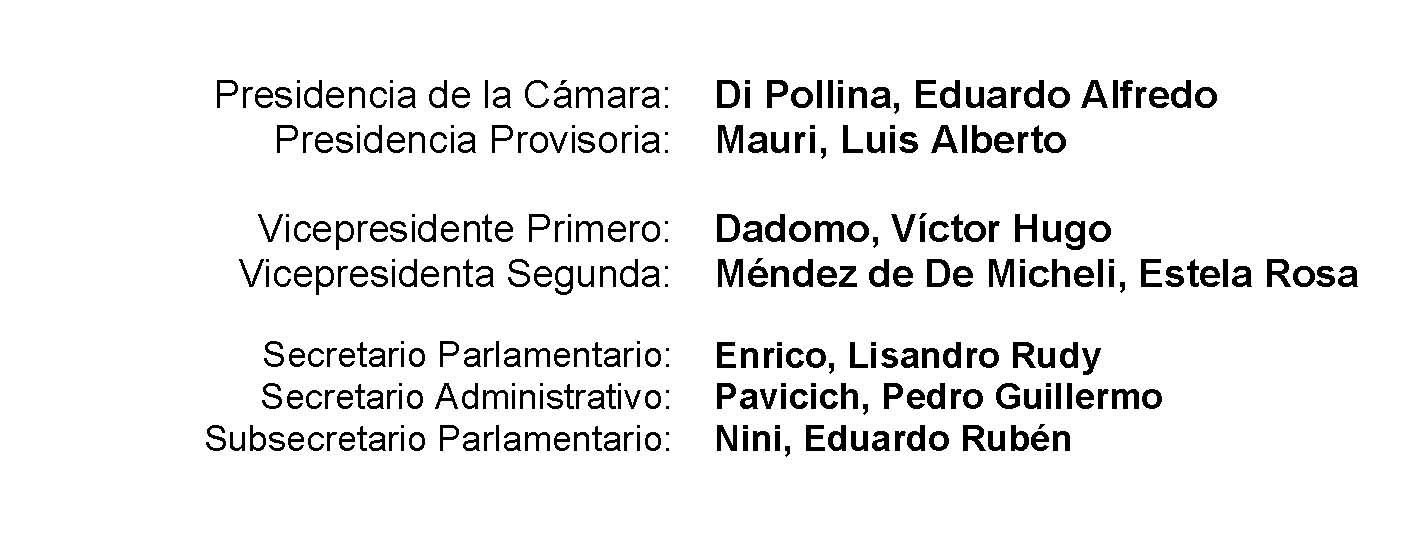 Presidencia de la Cámara: Di Pollina, Eduardo Alfredo
Presidencia Provisoria: Mauri, Luis Alberto
Vicepresidente Primero: Dadomo, Víctor Hugo
Vicepresidenta Segunda: Méndez de De Micheli, Estela Rosa
Secretario Parlamentario: Enrico, Lisandro Rudy
Secretario Administrativo: Pavicich, Pedro Guillermo
Subsecretario Parlamentario: Nini, Eduardo Rubén